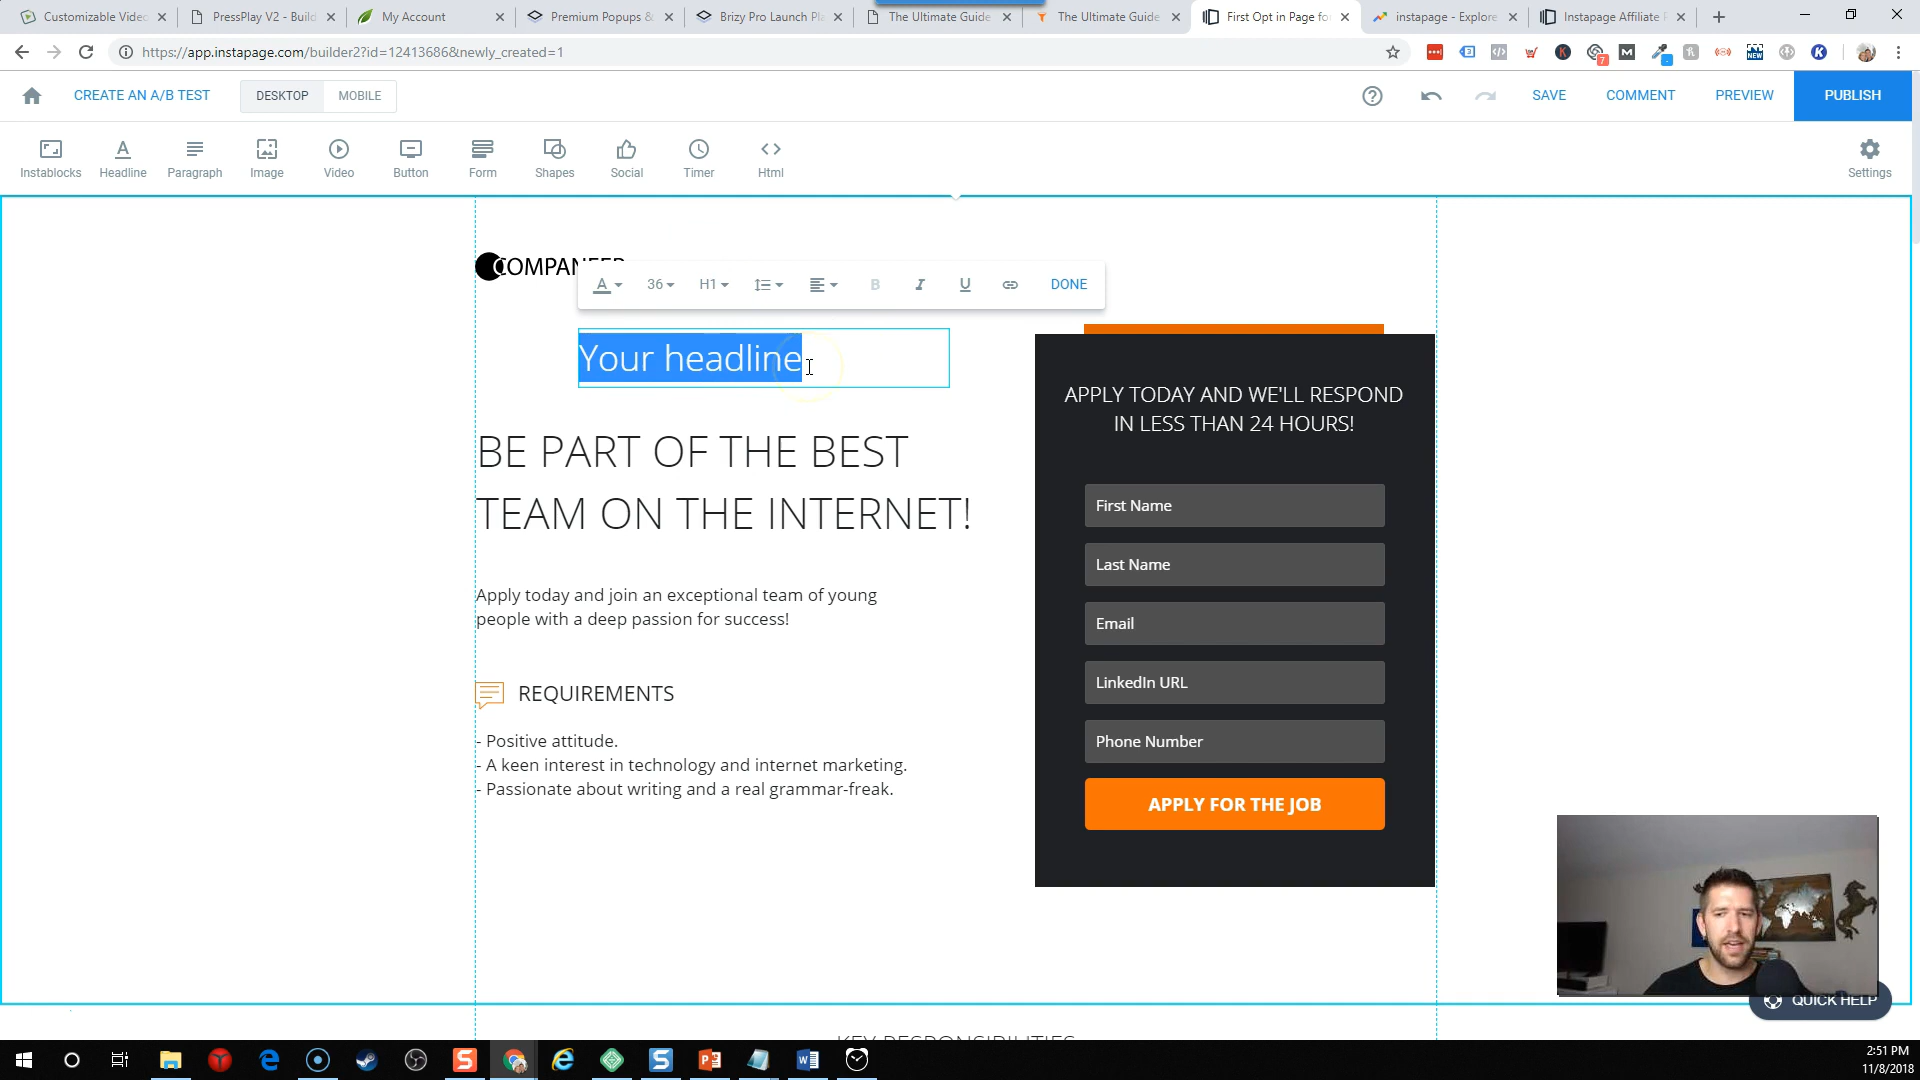 Customizable Video
PressPlay V2 - Build
My Account
Premium Popups &
Brizy Pro Launch Pl
The Ultimate Guide
The Ultimate Guide
First Opt in Page fo
instapage - Explore
Instapage Affiliate
https://app.instapage.com/builder2?id=12413686&newly_created=1
7
NEW
CREATE AN A/B TEST
DESKTOP
MOBILE
SAVE
COMMENT
PREVIEW
PUBLISH
Instablocks
Headline
Paragraph
Image
Video
Button
Form
Shapes
Social
Timer
Html
Settings
COMPANEER
36
H1
DONE
Your headline
BE PART OF THE BEST
TEAM ON THE INTERNET!
Apply today and join an exceptional team of young
people with a deep passion for success!
REQUIREMENTS
- Positive attitude.
- A keen interest in technology and internet marketing.
- Passionate about writing and a real grammar-freak.
APPLY TODAY AND WE'LL RESPOND
IN LESS THAN 24 HOURS!
First Name
Last Name
Email
LinkedIn URL
Phone Number
APPLY FOR THE JOB
QUICK HELP
KEY RESPONSIBILITIES
2:51 PM
11/8/2018